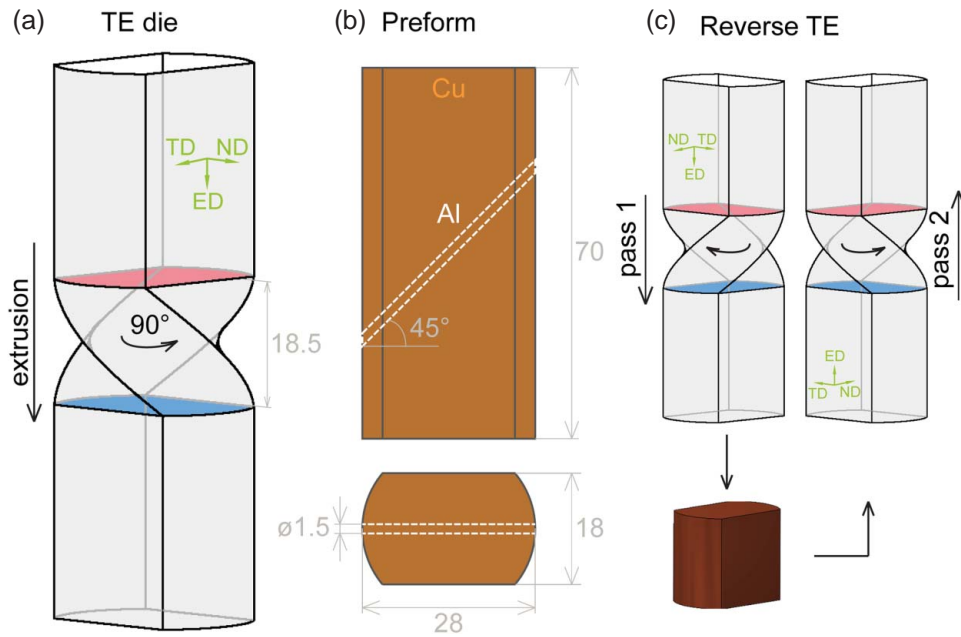 (a) TE die
TD ND
ED
extrusion
90°
18.5
(b) Preform
Cu
Al
45°
70
ø1.5
18
28
(c) Reverse TE
ND TD
ED
pass 1
pass 2
ED
TD ND